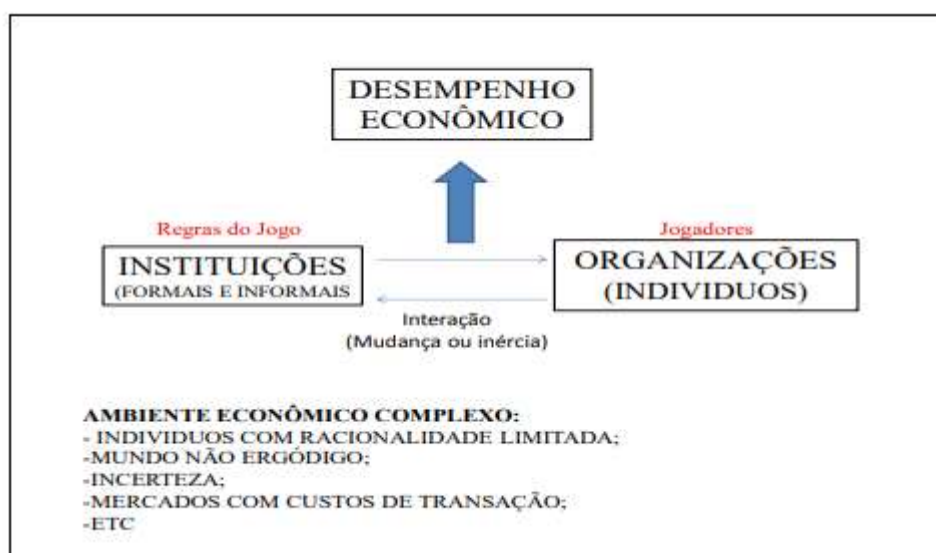 DESEMPENHO
ECONÔMICO
Regras do Jogo
Jogadores
INSTITUIÇÕES
(FORMAIS E INFORMAIS
ORGANIZAÇÕES
(INDIVIDUOS)
Interação
(Mudança ou inércia)
AMBIENTE ECONÔMICO COMPLEXO:
- INDIVIDUOS COM RACIONALIDADE LIMITADA;
-MUNDO NÃO ERGÓDIGO;
-INCERTEZA;
-MERCADOS COM CUSTOS DE TRANSAÇÃO;
-ETC